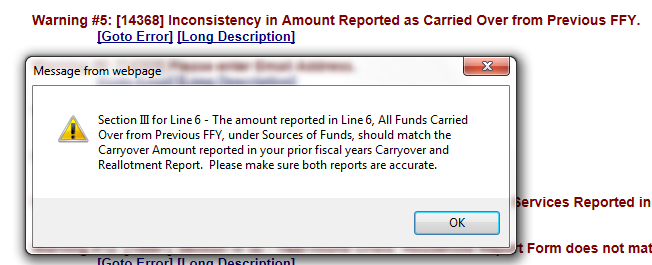 Warning #5: [14368] Inconsistency in Amount Reported as Carried Over from Previous FFY.
[Goto Error] [Long Description]
Message from webpage
Section III for Line 6 - The amount reported in Line 6, All Funds Carried
Over from Previous FFY, under Sources of Funds, should match the
Carryover Amount reported in your prior fiscal years Carryover and
Reallotment Report. Please make sure both reports are accurate.
Services Reported in
OK
Form does not mat
[Goto Error] [Long Description]